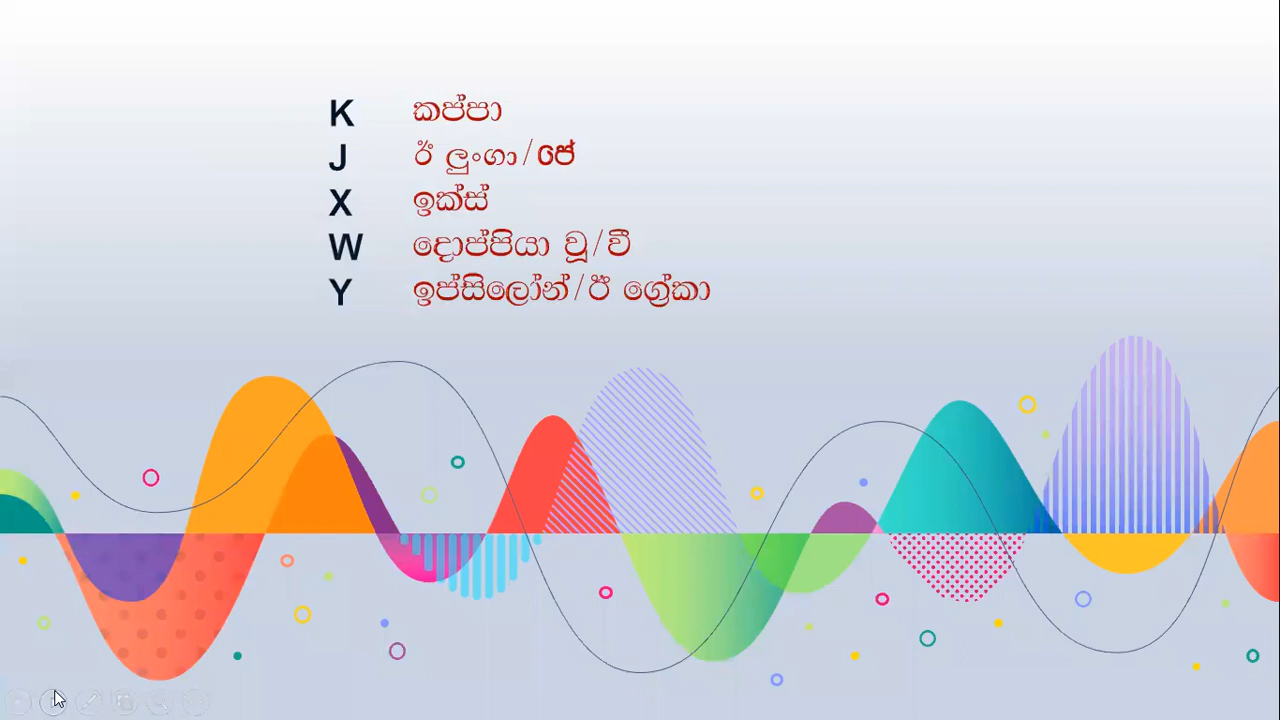 K කප්පා
J ඊ ලුංගා/ජේ
X ඉක්ස්
W දොප්පියා වූ/වී
Y ඉප්සිලෝන්/ඊ ග්‍රේකා